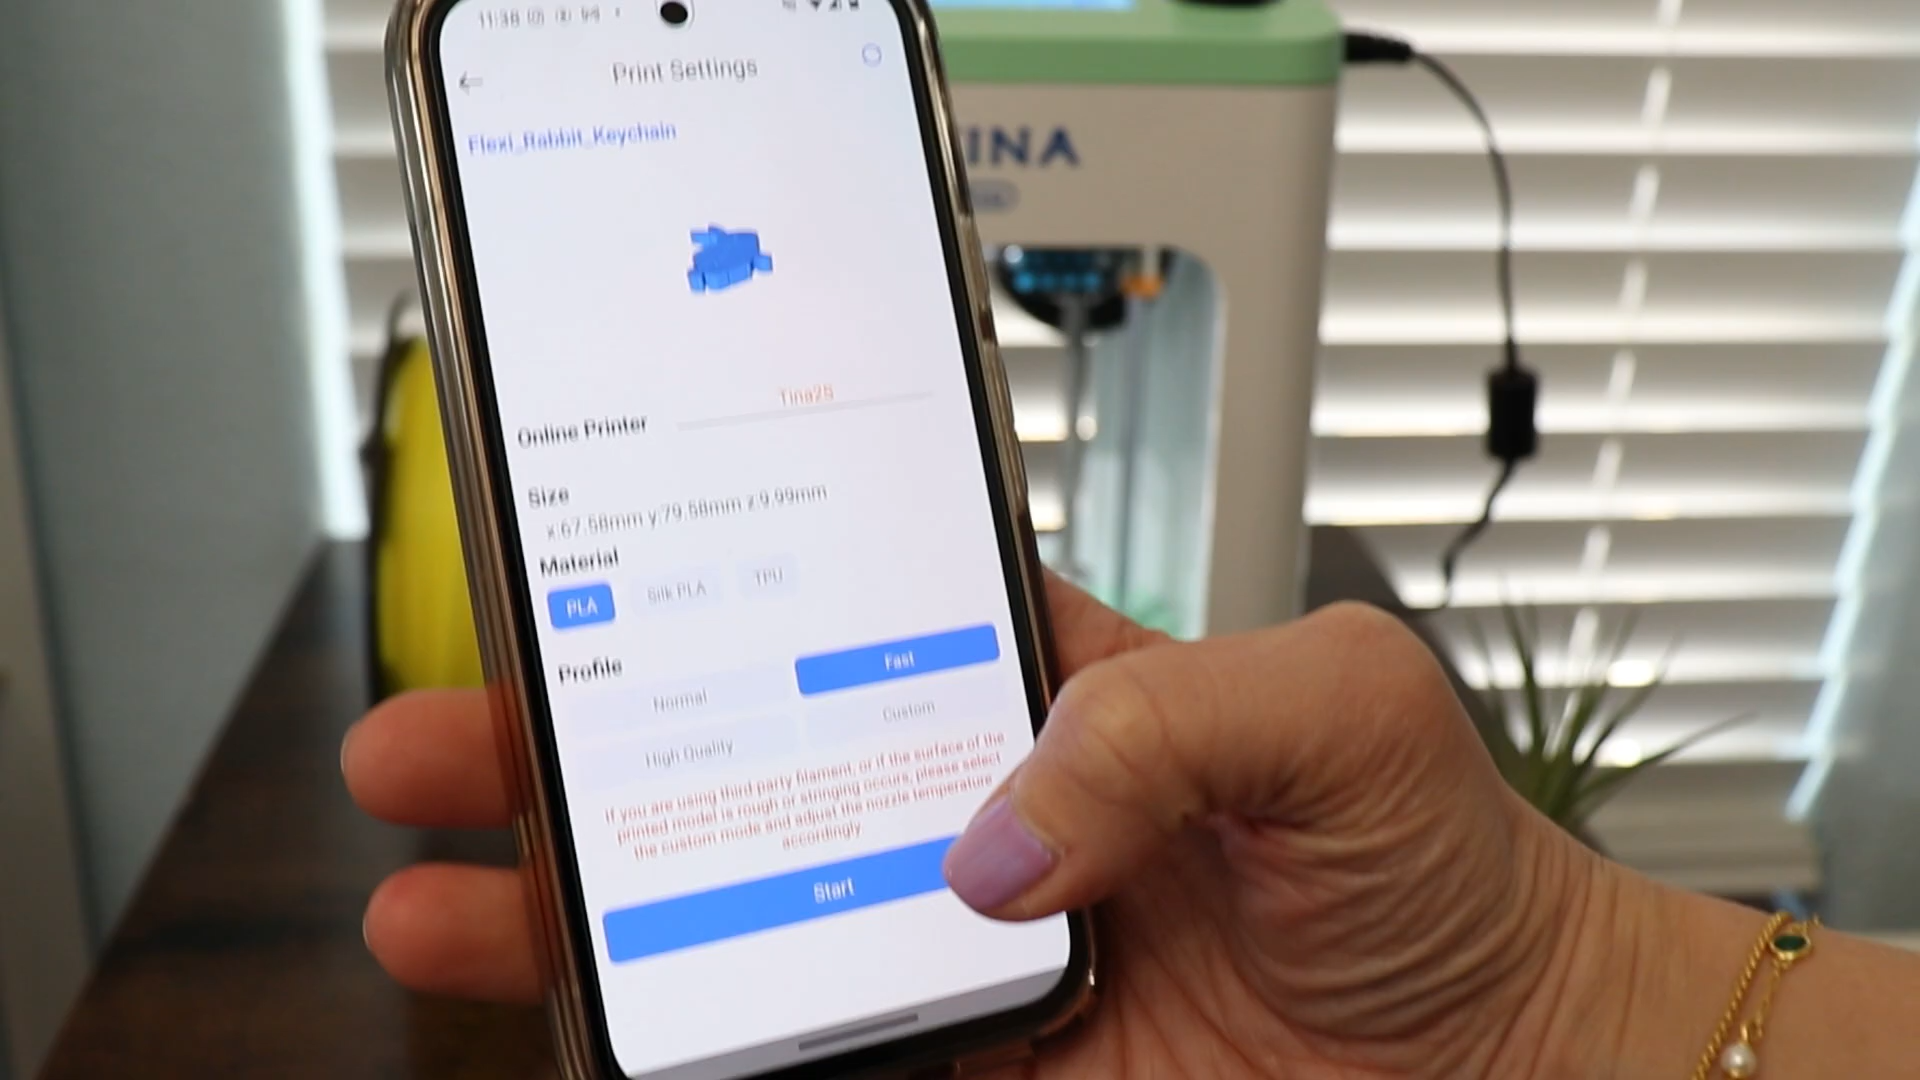 11:38
Print Settings
Flexi_Rabbit_Keychain
INA
Tina2S
Online Printer
Size
x:67.58mm y:79.58mm z:9.99mm
Material
PLA Silk PLA TPU
Profile
Normal Fast
High Quality Custom
If you are using third party filament, or if the surface of the
printed model is rough or stringing occurs, please select
the custom mode and adjust the nozzle temperature
accordingly
Start